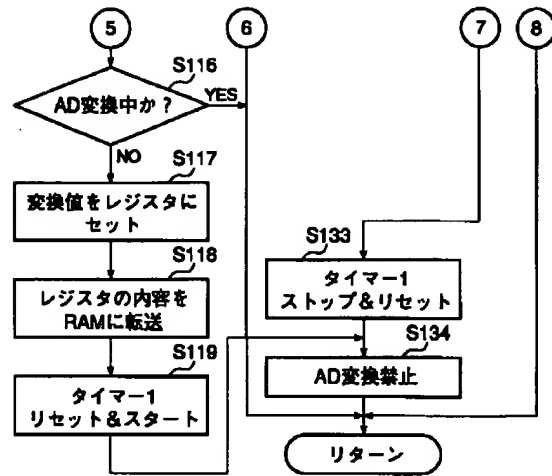 5
6
7
8
S116
AD変換中か?
YES
NO
S117
変換値をレジスタに
セット
S118
レジスタの内容を
RAMに転送
S119
タイマー1
リセット&スタート
S133
タイマー1
ストップ&リセット
S134
AD変換禁止
リターン